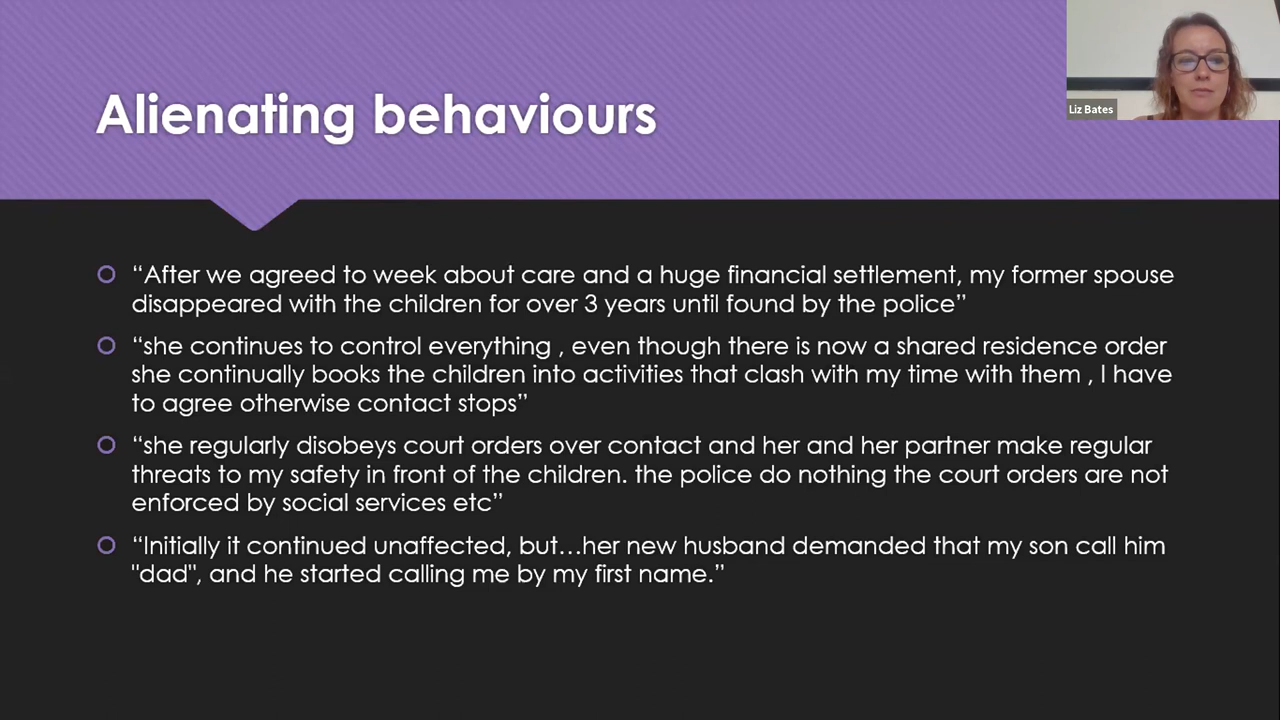 Alienating behaviours
Liz Bates
“After we agreed to week about care and a huge financial settlement, my former spouse
disappeared with the children for over 3 years until found by the police”
“she continues to control everything , even though there is now a shared residence order
she continually books the children into activities that clash with my time with them , I have
to agree otherwise contact stops”
“she regularly disobeys court orders over contact and her and her partner make regular
threats to my safety in front of the children. the police do nothing the court orders are not
enforced by social services etc”
“Initially it continued unaffected, but…her new husband demanded that my son call him
"dad", and he started calling me by my first name.”